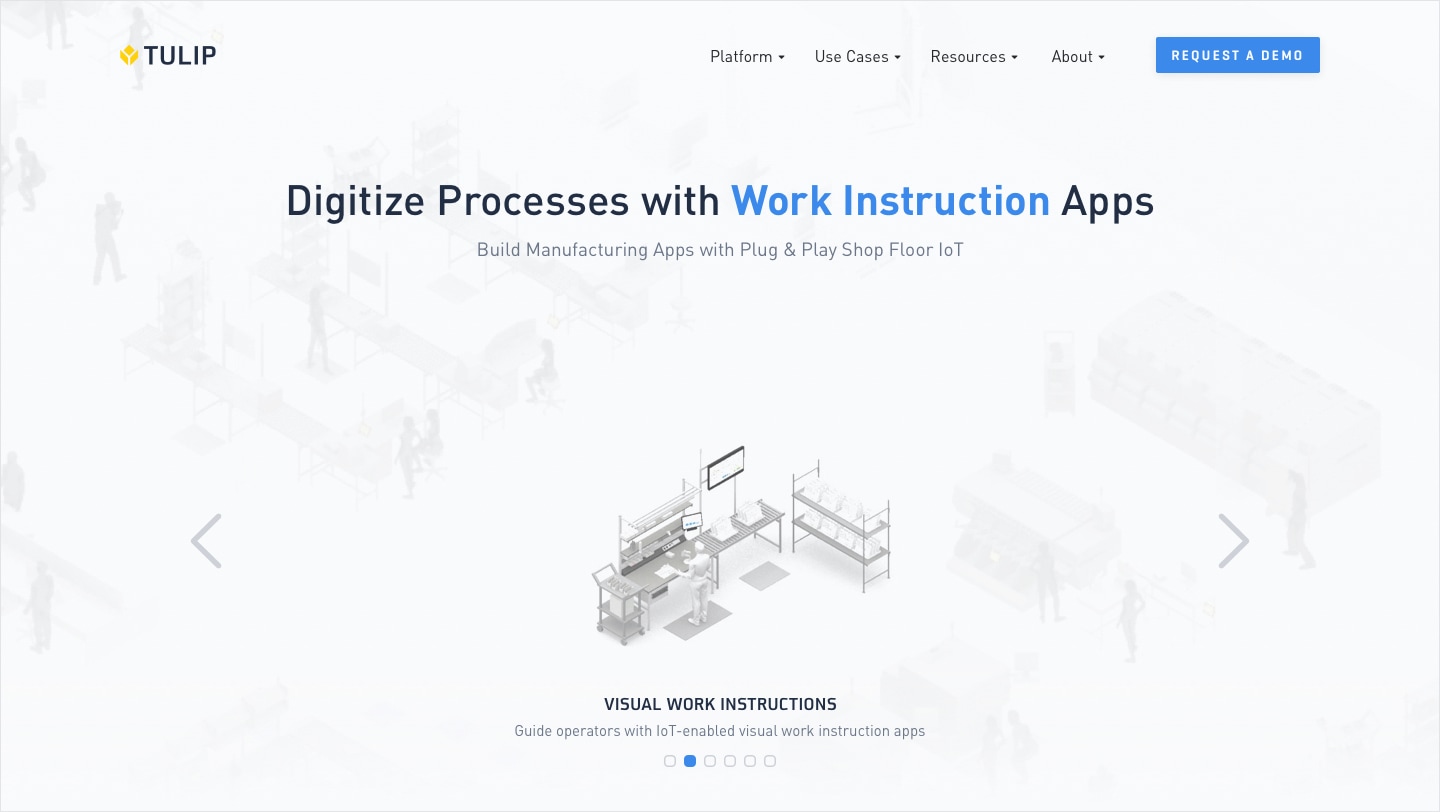 TULIP
Platform
Use Cases
Resources
About
REQUEST A DEMO
Digitize Processes with Work Instruction Apps
Build Manufacturing Apps with Plug & Play Shop Floor IoT
VISUAL WORK INSTRUCTIONS
Guide operators with IoT-enabled visual work instruction apps